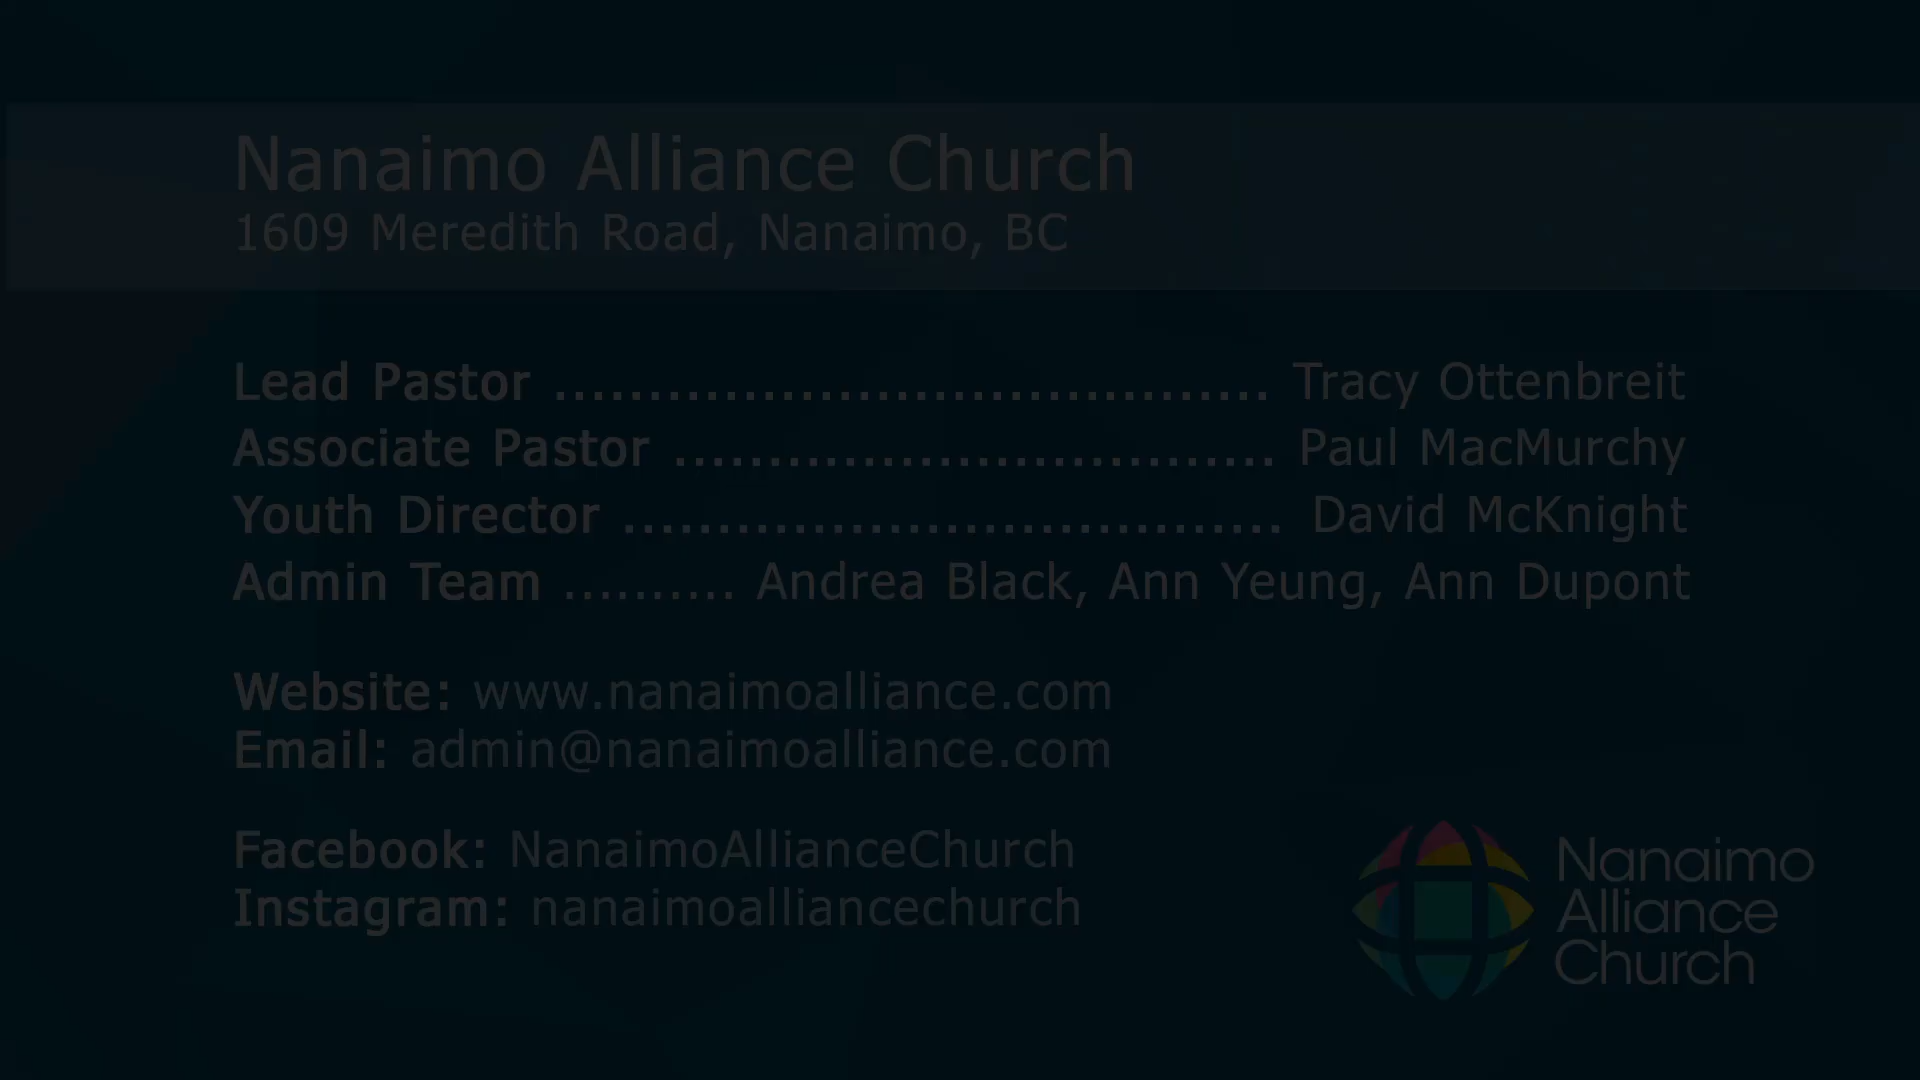 Nanaimo Alliance Church
1609 Meredith Road, Nanaimo, BC
Lead Pastor ....................................... Tracy Ottenbreit
Associate Pastor ................................. Paul MacMurchy
Youth Director .................................... David McKnight
Admin Team .......... Andrea Black, Ann Yeung, Ann Dupont
Website: www.nanaimoalliance.com
Email: admin@nanaimoalliance.com
Facebook: NanaimoAllianceChurch
Instagram: nanaimoalliancechurch
Nanaimo
Alliance
Church